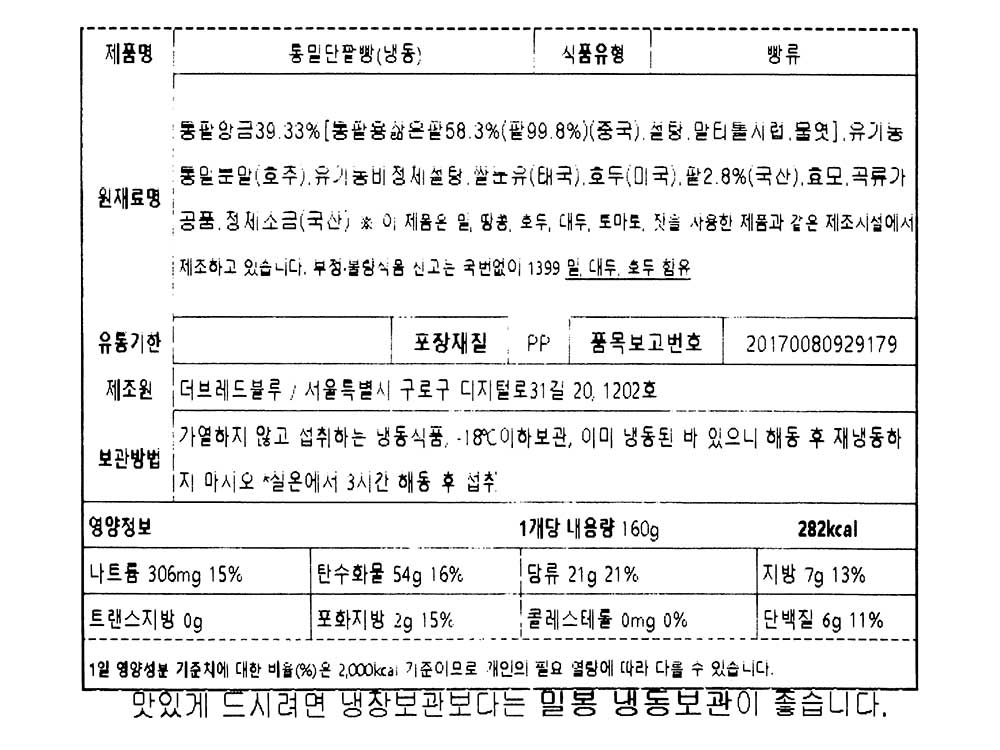 제품명 통밀단팥빵(냉동) 식품유형 빵류
통팥앙금39.33%[통팥용삶은팥58.3%(팥99.8%)(중국),설탕,말티톨시럽,물엿],유기농
원재료명 통밀분말(호주),유기농비정제설탕,쌀눈유(태국),호두(미국),팥2.8%(국산),효모,곡류가
공품,정제소금(국산) ※ 이 제품은 밀, 땅콩, 호두, 대두, 토마토, 잣을 사용한 제품과 같은 제조시설에서
제조하고 있습니다. 부정·불량식품 신고는 국번없이 1399 밀, 대두, 호두 함유
유통기한 포장재질 PP 품목보고번호 20170080929179
제조원 더브레드블루 / 서울특별시 구로구 디지털로31길 20, 1202호
보관방법 가열하지 않고 섭취하는 냉동식품, -18℃이하보관, 이미 냉동된 바 있으니 해동 후 재냉동하
지 마시오 *실온에서 3시간 해동 후 섭취
영양정보 1개당 내용량 160g 282kcal
나트륨 306mg 15% 탄수화물 54g 16% 당류 21g 21% 지방 7g 13%
트랜스지방 0g 포화지방 2g 15% 콜레스테롤 0mg 0% 단백질 6g 11%
1일 영양성분 기준치에 대한 비율(%)은 2,000kcal 기준이므로 개인의 필요 열량에 따라 다를 수 있습니다.
맛있게 드시려면 냉장보관보다는 밀봉 냉동보관이 좋습니다.